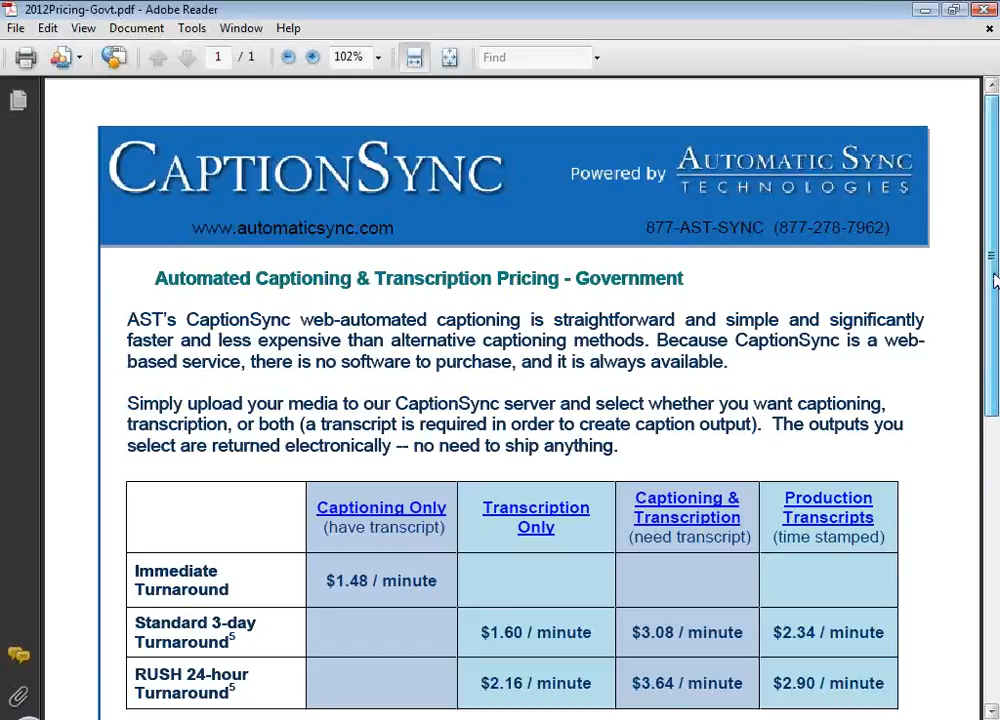 2012Pricing-Govt.pdf - Adobe Reader
File Edit View Document Tools Window Help
1 / 1 102% Find
CAPTIONSYNC
Powered by AUTOMATIC SYNC
TECHNOLOGIES
www.automaticsync.com 877-AST-SYNC (877-278-7962)
Automated Captioning & Transcription Pricing - Government
AST's CaptionSync web-automated captioning is straightforward and simple and significantly
faster and less expensive than alternative captioning methods. Because CaptionSync is a web-
based service, there is no software to purchase, and it is always available.
Simply upload your media to our CaptionSync server and select whether you want captioning,
transcription, or both (a transcript is required in order to create caption output). The outputs you
select are returned electronically -- no need to ship anything.
Captioning Only
(have transcript)
Transcription
Only
Captioning &
Transcription
(need transcript)
Production
Transcripts
(time stamped)
Immediate
Turnaround
$1.48 / minute
Standard 3-day
Turnaround5
$1.60 / minute $3.08 / minute $2.34 / minute
RUSH 24-hour
Turnaround5
$2.16 / minute $3.64 / minute $2.90 / minute